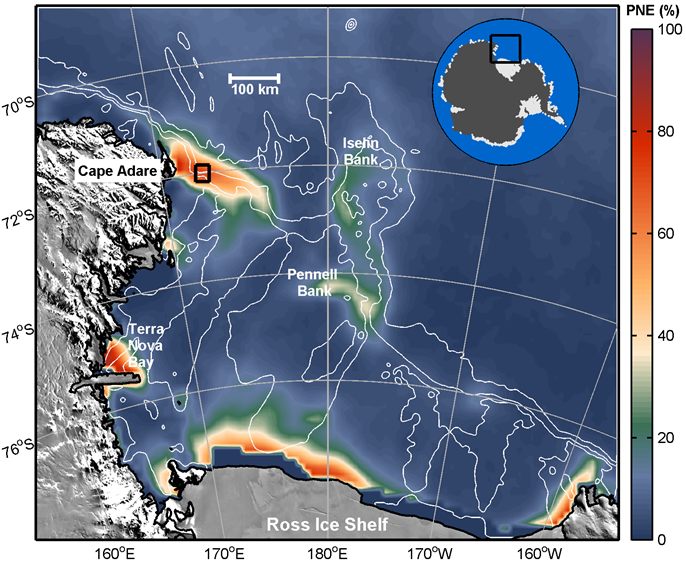 PNE (%)
100
80
60
40
20
0
100 km
70°S
72°S
74°S
76°S
Cape Adare
Iselin
Bank
Pennell
Bank
Terra
Nova
Bay
Ross Ice Shelf
160°E
170°E
180°E
170°W
160°W